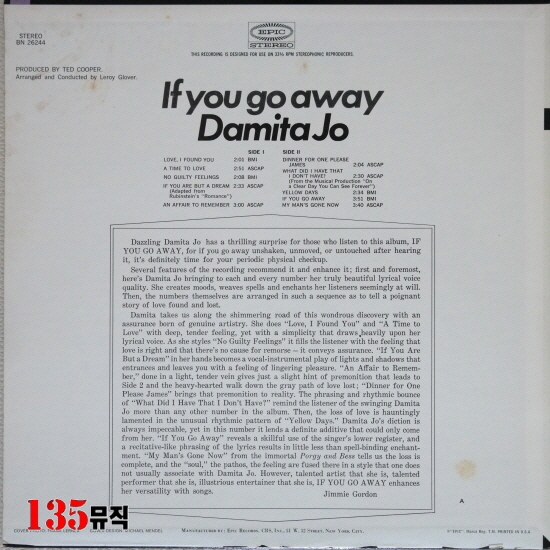 STEREO
BN 26244
EPIC
STEREO
THIS RECORDING IS DESIGNED FOR USE ON 33⅓ RPM STEREOPHONIC REPRODUCERS.
PRODUCED BY TED COOPER.
Arranged and Conducted by Leroy Glover.
If you go away
Damita Jo
SIDE I
LOVE, I FOUND YOU 2:01 BMI
A TIME TO LOVE 2:51 ASCAP
NO GUILTY FEELINGS 2:08 BMI
IF YOU ARE BUT A DREAM 2:33 ASCAP
(Adapted from
Rubinstein's "Romance")
AN AFFAIR TO REMEMBER 3:00 ASCAP
SIDE II
DINNER FOR ONE PLEASE
JAMES 2:04 ASCAP
WHAT DID I HAVE THAT
I DON'T HAVE? 2:30 ASCAP
(From the Musical Production "On
a Clear Day You Can See Forever")
YELLOW DAYS 2:34 BMI
IF YOU GO AWAY 3:51 BMI
MY MAN'S GONE NOW 3:40 ASCAP
Dazzling Damita Jo has a thrilling surprise for those who listen to this album, IF
YOU GO AWAY, for if you go away unshaken, unmoved, or untouched after hearing
it, it's definitely time for your periodic physical checkup.
Several features of the recording recommend it and enhance it; first and foremost,
here's Damita Jo bringing to each and every number her truly beautiful lyrical voice
quality. She creates moods, weaves spells and enchants her listeners seemingly at will.
Then, the numbers themselves are arranged in such a sequence as to tell a poignant
story of love found and lost.
Damita takes us along the shimmering road of this wondrous discovery with an
assurance born of genuine artistry. She does "Love, I Found You" and "A Time to
Love" with deep, tender feeling, yet with a simplicity that draws heavily upon her
lyrical voice. As she styles "No Guilty Feelings" it fills the listener with the feeling that
love is right and that there's no cause for remorse – it conveys assurance. "If You Are
But a Dream" in her hands becomes a vocal-instrumental play of lights and shadows that
entrances and leaves you with a feeling of lingering pleasure. "An Affair to Remem-
ber," done in a light, tender vein gives just a slight hint of premonition that leads to
Side 2 and the heavy-hearted walk down the gray path of love lost; "Dinner for One
Please James" brings that premonition to reality. The phrasing and rhythmic bounce
of "What Did I Have That I Don't Have?" remind the listener of the swinging Damita
Jo more than any other number in the album. Then, the loss of love is hauntingly
lamented in the unusual rhythmic pattern of "Yellow Days." Damita Jo's diction is
always impeccable, yet in this number it lends a definite additive that could only come
from her. "If You Go Away" reveals a skillful use of the singer's lower register, and
a recitative-like phrasing of the lyrics results in little less than spell-binding enchant-
ment. "My Man's Gone Now" from the immortal Porgy and Bess tells us the loss is
complete, and the "soul," the pathos, the feeling are fused there in a style that one does
not usually associate with Damita Jo. However, talented artist that she is, talented
performer that she is, illustrious entertainer that she is, IF YOU GO AWAY enhances
her versatility with songs.
Jimmie Gordon
A
135뮤직
MICHAEL MENDEL
MANUFACTURED BY: EPIC RECORDS, CBS, INC., 51 W. 52 STREET, NEW YORK, CITY.
® "EPIC", Marca Reg. T.M. PRINTED IN U.S.A.